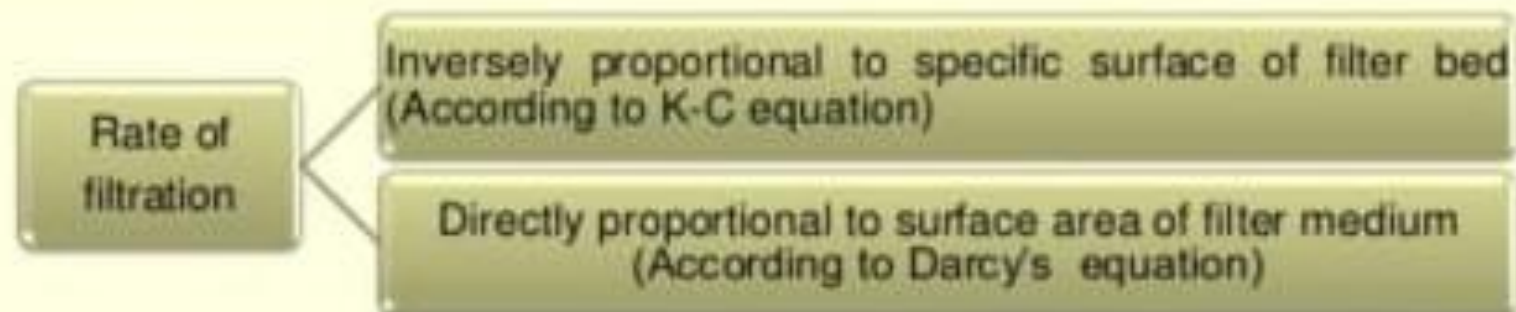 Rate of
filtration
Inversely proportional to specific surface of filter bed
(According to K-C equation)
Directly proportional to surface area of filter medium
(According to Darcy's equation)